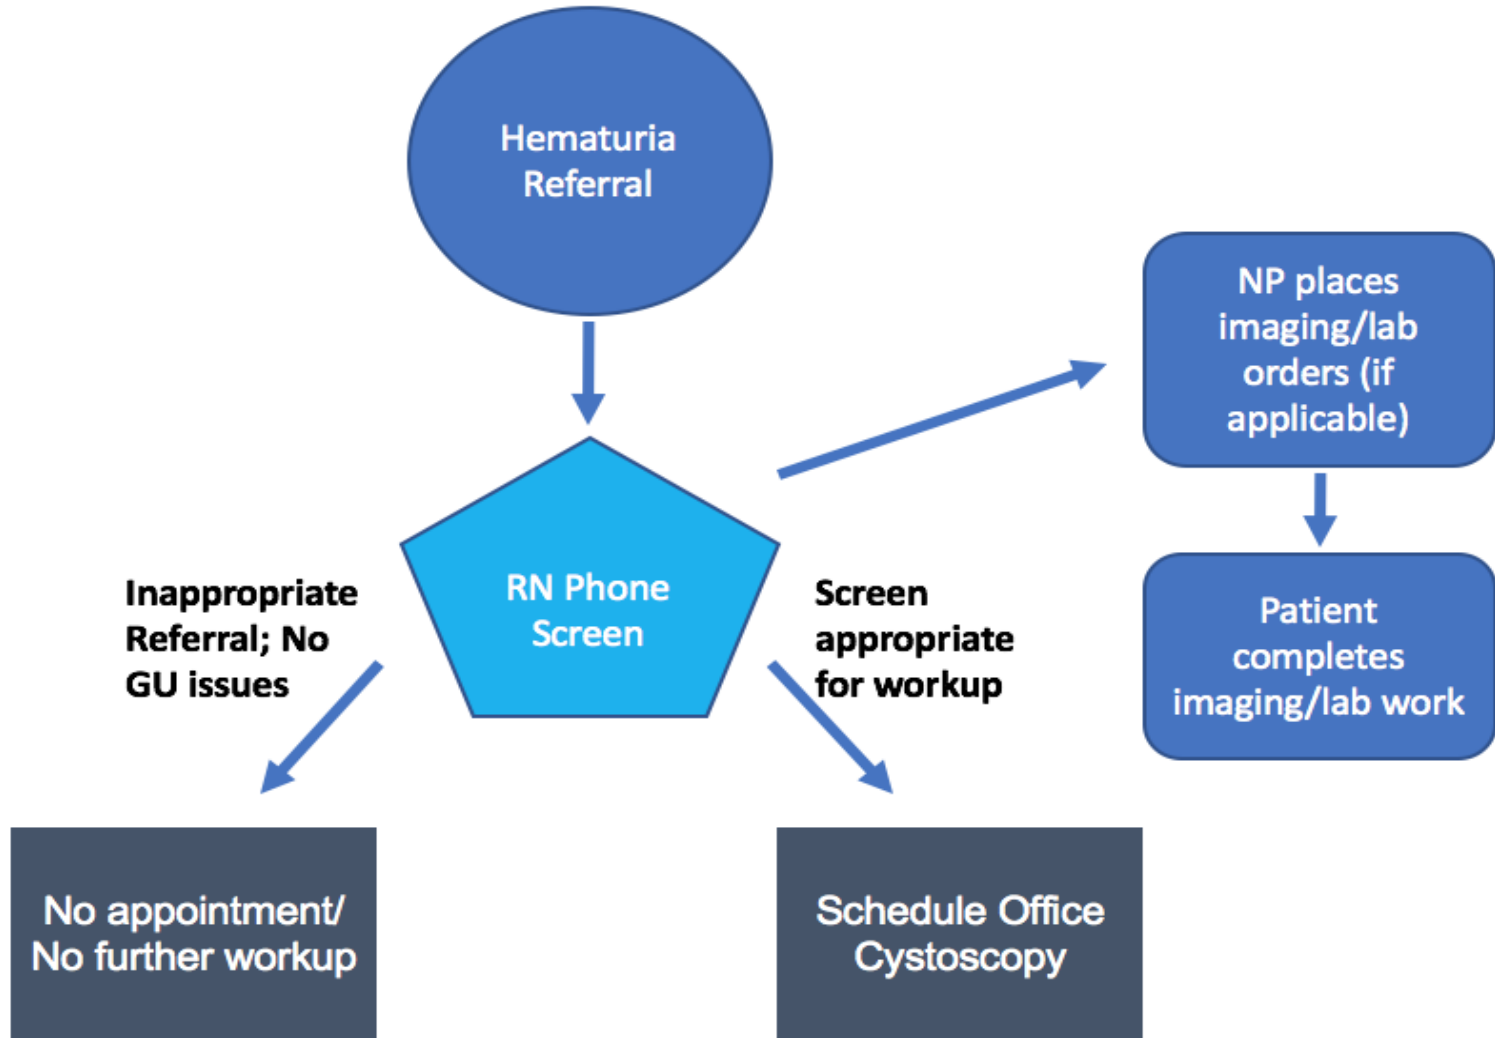 Hematuria
Referral
NP places
imaging/lab
orders (if
applicable)
RN Phone
Screen
Inappropriate
Referral; No
GU issues
Screen
appropriate
for workup
Patient
completes
imaging/lab work
No appointment/
No further workup
Schedule Office
Cystoscopy